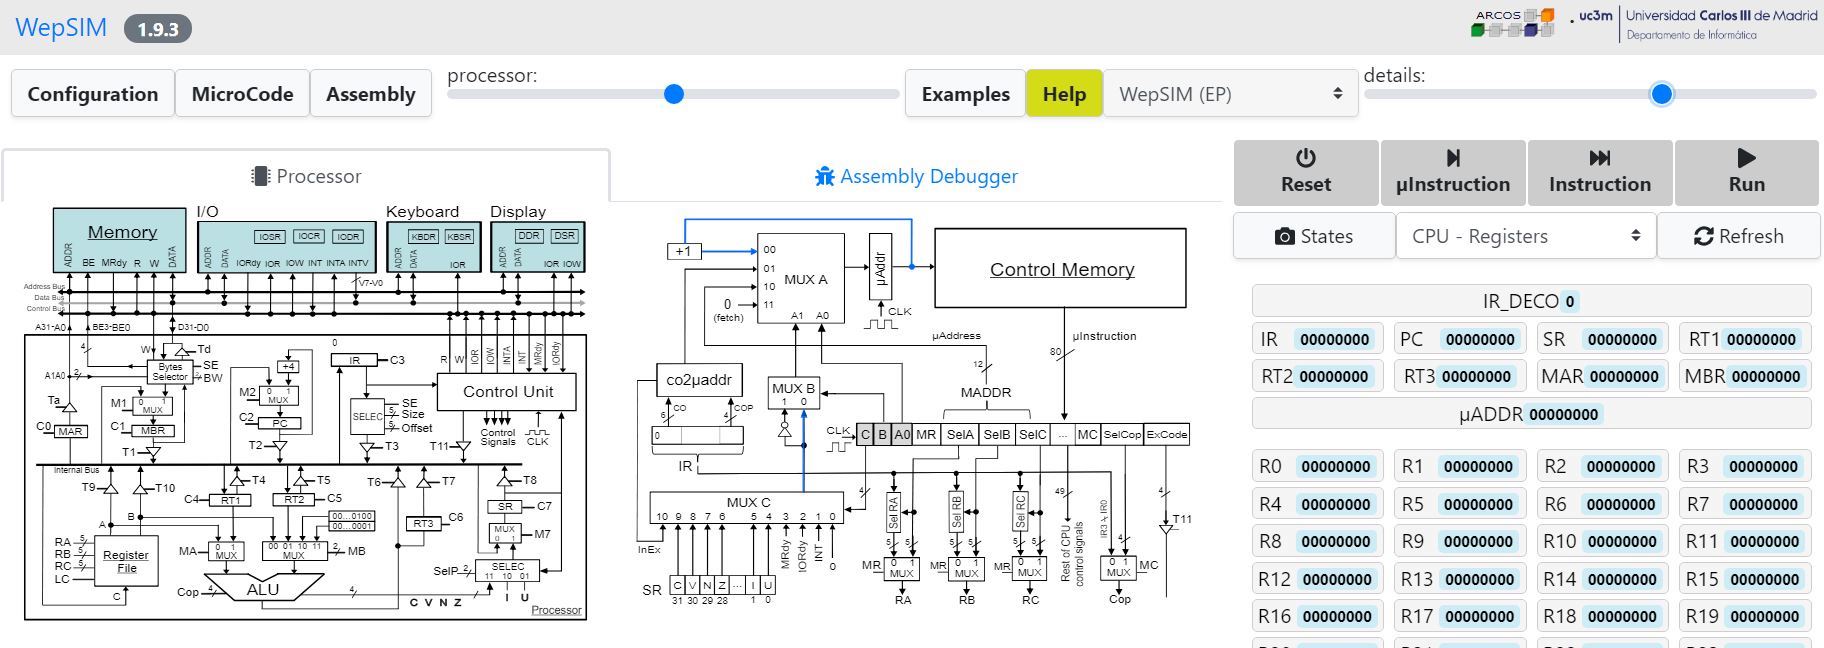 WepSIM 1.9.3
ARCOS
uc3m Universidad Carlos III de Madrid
Departamento de Informática
Configuration MicroCode Assembly
processor:
Examples Help WepSIM (EP)
details:
Processor
Assembly Debugger
Reset µInstruction Instruction Run
States CPU - Registers Refresh
IR_DECO 0
IR 00000000 PC 00000000 SR 00000000 RT1 00000000
RT2 00000000 RT3 00000000 MAR 00000000 MBR 00000000
µADDR 00000000
R0 00000000 R1 00000000 R2 00000000 R3 00000000
R4 00000000 R5 00000000 R6 00000000 R7 00000000
R8 00000000 R9 00000000 R10 00000000 R11 00000000
R12 00000000 R13 00000000 R14 00000000 R15 00000000
R16 00000000 R17 00000000 R18 00000000 R19 00000000
Memory
ADDR BE MRdy R W DATA
I/O
IOSR IOCR IODR
ADDR DATA IORdy IOR IOW INT INTA INTV
Keyboard
KBDR KBSR
ADDR DATA IOR
Display
DDR DSR
ADDR DATA IOR IOW
V7-V0
Address Bus
Data Bus
Control Bus
A31-A0 BE3-BE0 D31-D0
4 W Td
Bytes Selector
SE
BW
A1A0 2
Ta
C0 MAR
M1 0 1 MUX
C1 MBR
T1
+4
M2 0 1 MUX
C2 PC
T2
0
IR C3
SELEC
SE
5 Size
5 Offset
T3
R W IOR IOW INTA INT MRdy IORdy
Control Unit
Control Signals
CLK
T11
Internal Bus
T9 T10
T4 T5
C4 RT1 RT2 C5
T6 T7
RT3 C6
T8
SR C7
MUX 0 1 M7
A B
RA 5
RB 5
RC 5
LC
Register File
C
00...0100
00...0001
MA 0 1 MUX
00 01 10 11 MUX 2 MB
ALU
Cop 4
4
SelP 2
SELEC
11 10 01
C V N Z
I U
Processor
+1
00
01
10
11
MUX A
A1 A0
0
(fetch)
µAddr
CLK
Control Memory
µAddress
µInstruction
80
12
MADDR
co2µaddr
CO
6
COP
4
0
IR
MUX B
1 0
CLK
C B A0 MR SelA SelB SelC ... MC SelCop ExCode
MUX C
10 9 8 7 6 5 4 3 2 1 0
InEx
MRdy
IORdy
INT
0
SR C V N Z ... I U
31 30 29 28 1 0
4
Sel RA
5 5
MR 0 1 MUX
RA
Sel RB
5 5
MR 0 1 MUX
RB
Sel RC
5 5
MR 0 1 MUX
RC
49
Rest of CPU control signals
4
0 1 MUX MC
Cop
4
T11